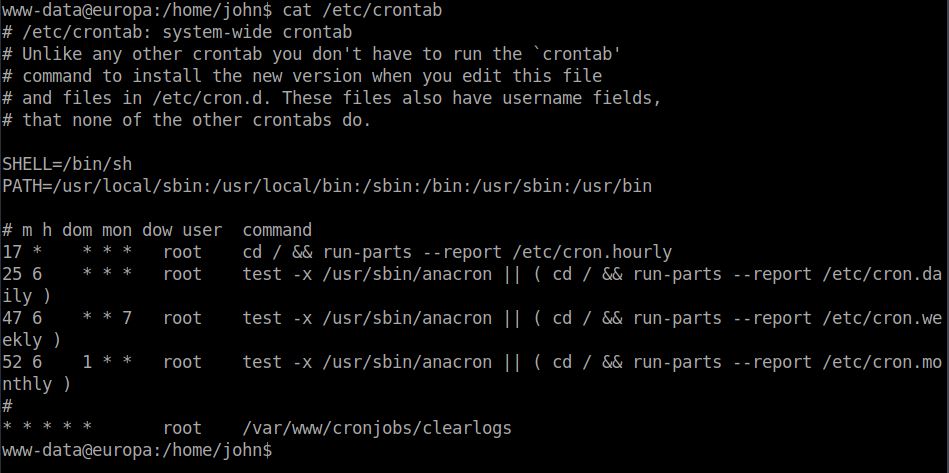 www-data@europa:/home/john$ cat /etc/crontab
# /etc/crontab: system-wide crontab
# Unlike any other crontab you don't have to run the `crontab'
# command to install the new version when you edit this file
# and files in /etc/cron.d. These files also have username fields,
# that none of the other crontabs do.

SHELL=/bin/sh
PATH=/usr/local/sbin:/usr/local/bin:/sbin:/bin:/usr/sbin:/usr/bin

# m h dom mon dow user  command
17 *    * * *   root    cd / && run-parts --report /etc/cron.hourly
25 6    * * *   root    test -x /usr/sbin/anacron || ( cd / && run-parts --report /etc/cron.da
ily )
47 6    * * 7   root    test -x /usr/sbin/anacron || ( cd / && run-parts --report /etc/cron.we
ekly )
52 6    1 * *   root    test -x /usr/sbin/anacron || ( cd / && run-parts --report /etc/cron.mo
nthly )
#
* * * * *       root    /var/www/cronjobs/clearlogs
www-data@europa:/home/john$